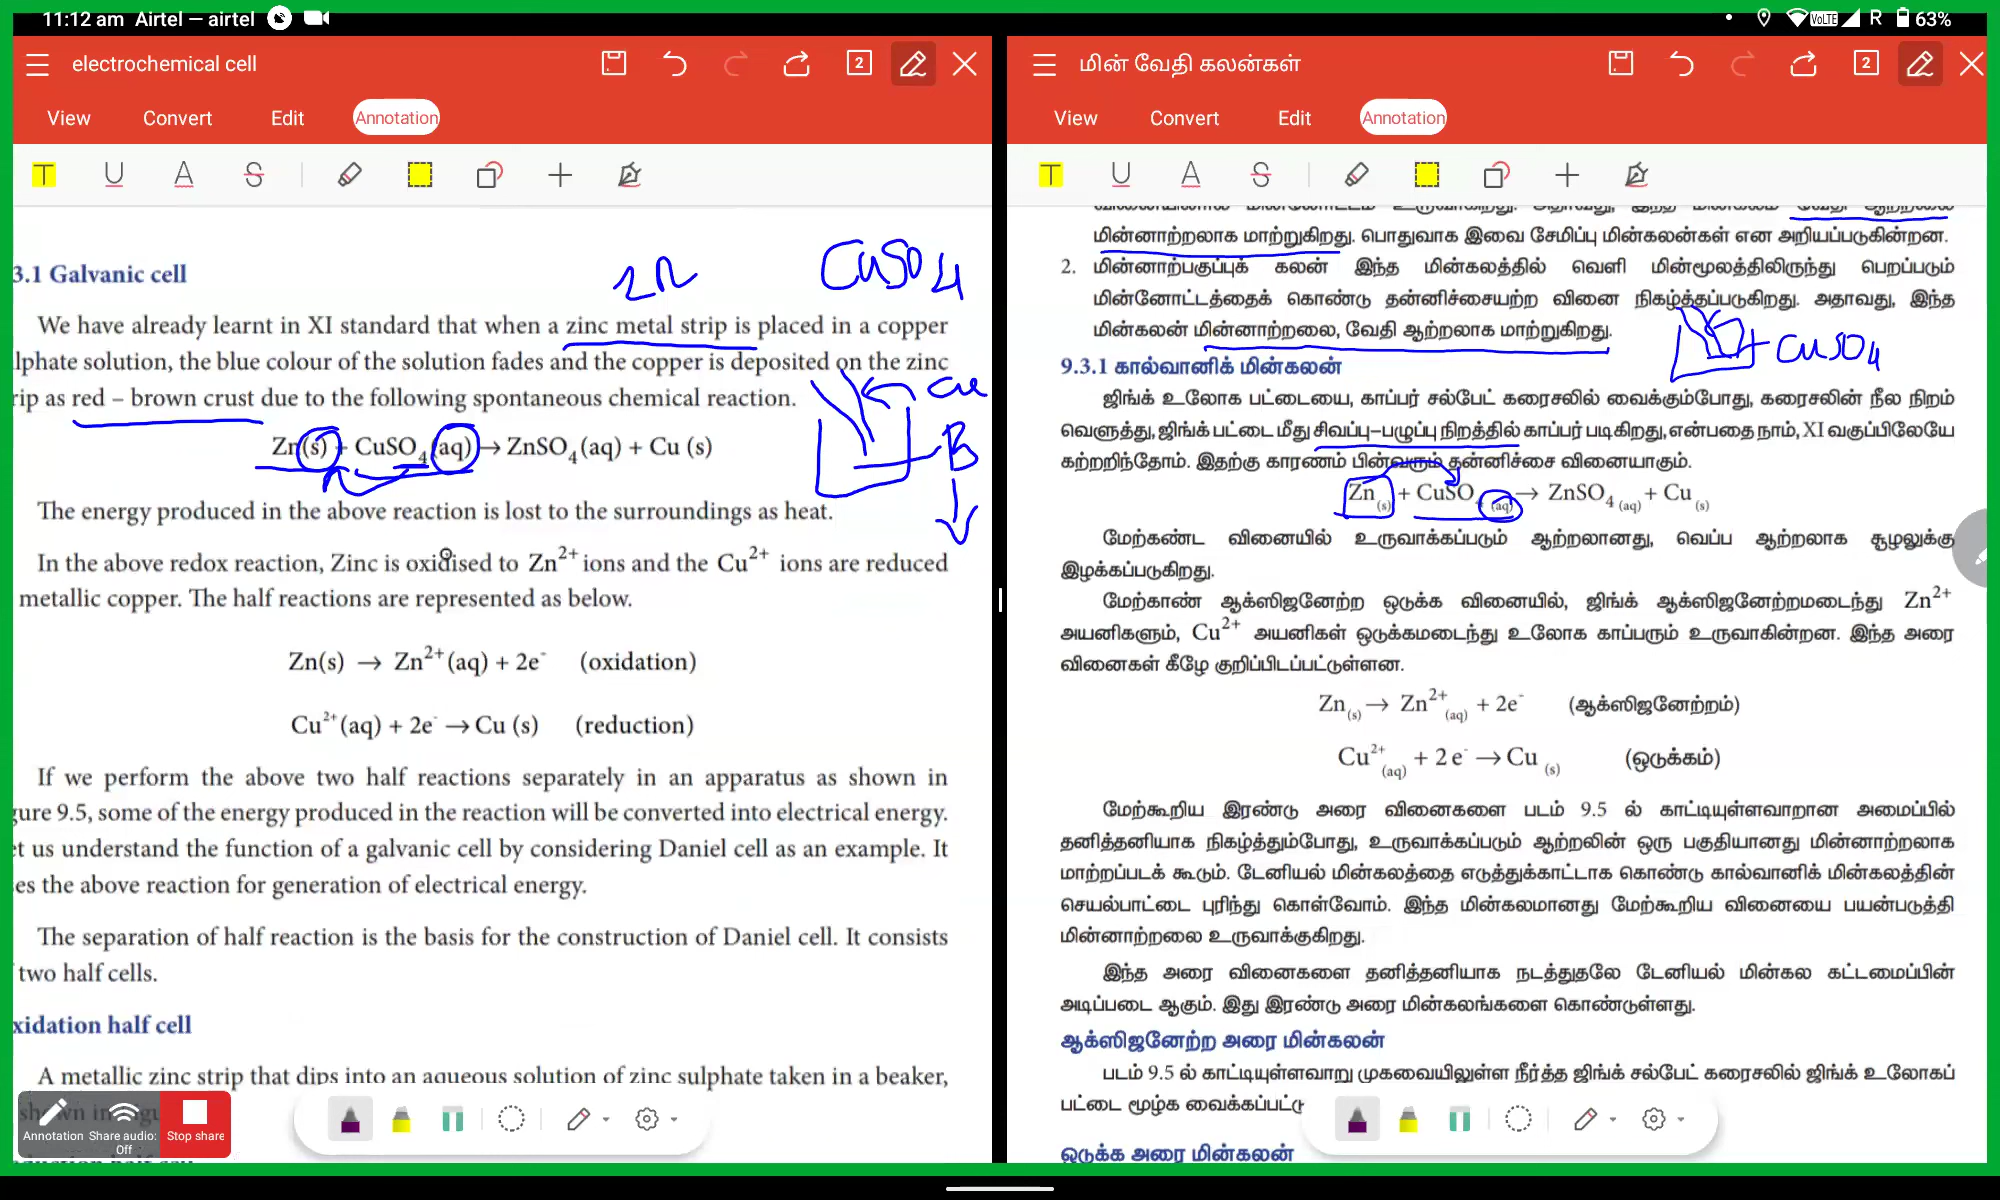 11:12 am Airtel — airtel
VoLTE R 63%
electrochemical cell
2
View Convert Edit Annotation
T U A S
3.1 Galvanic cell
Zn CuSO4
We have already learnt in XI standard that when a zinc metal strip is placed in a copper
lphate solution, the blue colour of the solution fades and the copper is deposited on the zinc
rip as red – brown crust due to the following spontaneous chemical reaction.
Cu
Zn(s) + CuSO4(aq) → ZnSO4(aq) + Cu (s)
B
The energy produced in the above reaction is lost to the surroundings as heat.
In the above redox reaction, Zinc is oxidised to Zn2+ ions and the Cu2+ ions are reduced
metallic copper. The half reactions are represented as below.
Zn(s) → Zn2+(aq) + 2e- (oxidation)
Cu2+(aq) + 2e- → Cu (s) (reduction)
If we perform the above two half reactions separately in an apparatus as shown in
gure 9.5, some of the energy produced in the reaction will be converted into electrical energy.
et us understand the function of a galvanic cell by considering Daniel cell as an example. It
es the above reaction for generation of electrical energy.
The separation of half reaction is the basis for the construction of Daniel cell. It consists
two half cells.
xidation half cell
A metallic zinc strip that dips into an aqueous solution of zinc sulphate taken in a beaker,
Annotation Share audio: Off Stop share
மின் வேதி கலன்கள்
2
View Convert Edit Annotation
T U A S
மின்னாற்றலாக மாற்றுகிறது. பொதுவாக இவை சேமிப்பு மின்கலன்கள் என அறியப்படுகின்றன.
2. மின்னாற்பகுப்புக் கலன் இந்த மின்கலத்தில் வெளி மின்மூலத்திலிருந்து பெறப்படும்
மின்னோட்டத்தைக் கொண்டு தன்னிச்சையற்ற வினை நிகழ்த்தப்படுகிறது. அதாவது, இந்த
மின்கலன் மின்னாற்றலை, வேதி ஆற்றலாக மாற்றுகிறது.
CuSO4
9.3.1 கால்வானிக் மின்கலன்
ஜிங்க் உலோக பட்டையை, காப்பர் சல்பேட் கரைசலில் வைக்கும்போது, கரைசலின் நீல நிறம்
வெளுத்து, ஜிங்க் பட்டை மீது சிவப்பு–பழுப்பு நிறத்தில் காப்பர் படிகிறது, என்பதை நாம், XI வகுப்பிலேயே
கற்றறிந்தோம். இதற்கு காரணம் பின்வரும் தன்னிச்சை வினையாகும்.
Zn(s) + CuSO4(aq) → ZnSO4(aq) + Cu(s)
மேற்கண்ட வினையில் உருவாக்கப்படும் ஆற்றலானது, வெப்ப ஆற்றலாக சூழலுக்கு
இழக்கப்படுகிறது.
மேற்காண் ஆக்ஸிஜனேற்ற ஒடுக்க வினையில், ஜிங்க் ஆக்ஸிஜனேற்றமடைந்து Zn2+
அயனிகளும், Cu2+ அயனிகள் ஒடுக்கமடைந்து உலோக காப்பரும் உருவாகின்றன. இந்த அரை
வினைகள் கீழே குறிப்பிடப்பட்டுள்ளன.
Zn(s) → Zn2+(aq) + 2e- (ஆக்ஸிஜனேற்றம்)
Cu2+(aq) + 2e- → Cu(s) (ஒடுக்கம்)
மேற்கூறிய இரண்டு அரை வினைகளை படம் 9.5 ல் காட்டியுள்ளவாறான அமைப்பில்
தனித்தனியாக நிகழ்த்தும்போது, உருவாக்கப்படும் ஆற்றலின் ஒரு பகுதியானது மின்னாற்றலாக
மாற்றப்படக் கூடும். டேனியல் மின்கலத்தை எடுத்துக்காட்டாக கொண்டு கால்வானிக் மின்கலத்தின்
செயல்பாட்டை புரிந்து கொள்வோம். இந்த மின்கலமானது மேற்கூறிய வினையை பயன்படுத்தி
மின்னாற்றலை உருவாக்குகிறது.
இந்த அரை வினைகளை தனித்தனியாக நடத்துதலே டேனியல் மின்கல கட்டமைப்பின்
அடிப்படை ஆகும். இது இரண்டு அரை மின்கலங்களை கொண்டுள்ளது.
ஆக்ஸிஜனேற்ற அரை மின்கலன்
படம் 9.5 ல் காட்டியுள்ளவாறு முகவையிலுள்ள நீர்த்த ஜிங்க் சல்பேட் கரைசலில் ஜிங்க் உலோகப்
பட்டை மூழ்க வைக்கப்பட்டு
ஒடுக்க அரை மின்கலன்